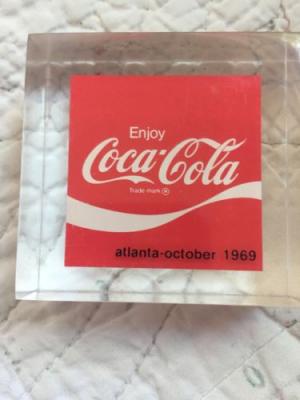 Enjoy
Coca-Cola
Trade mark ®
atlanta-october 1969